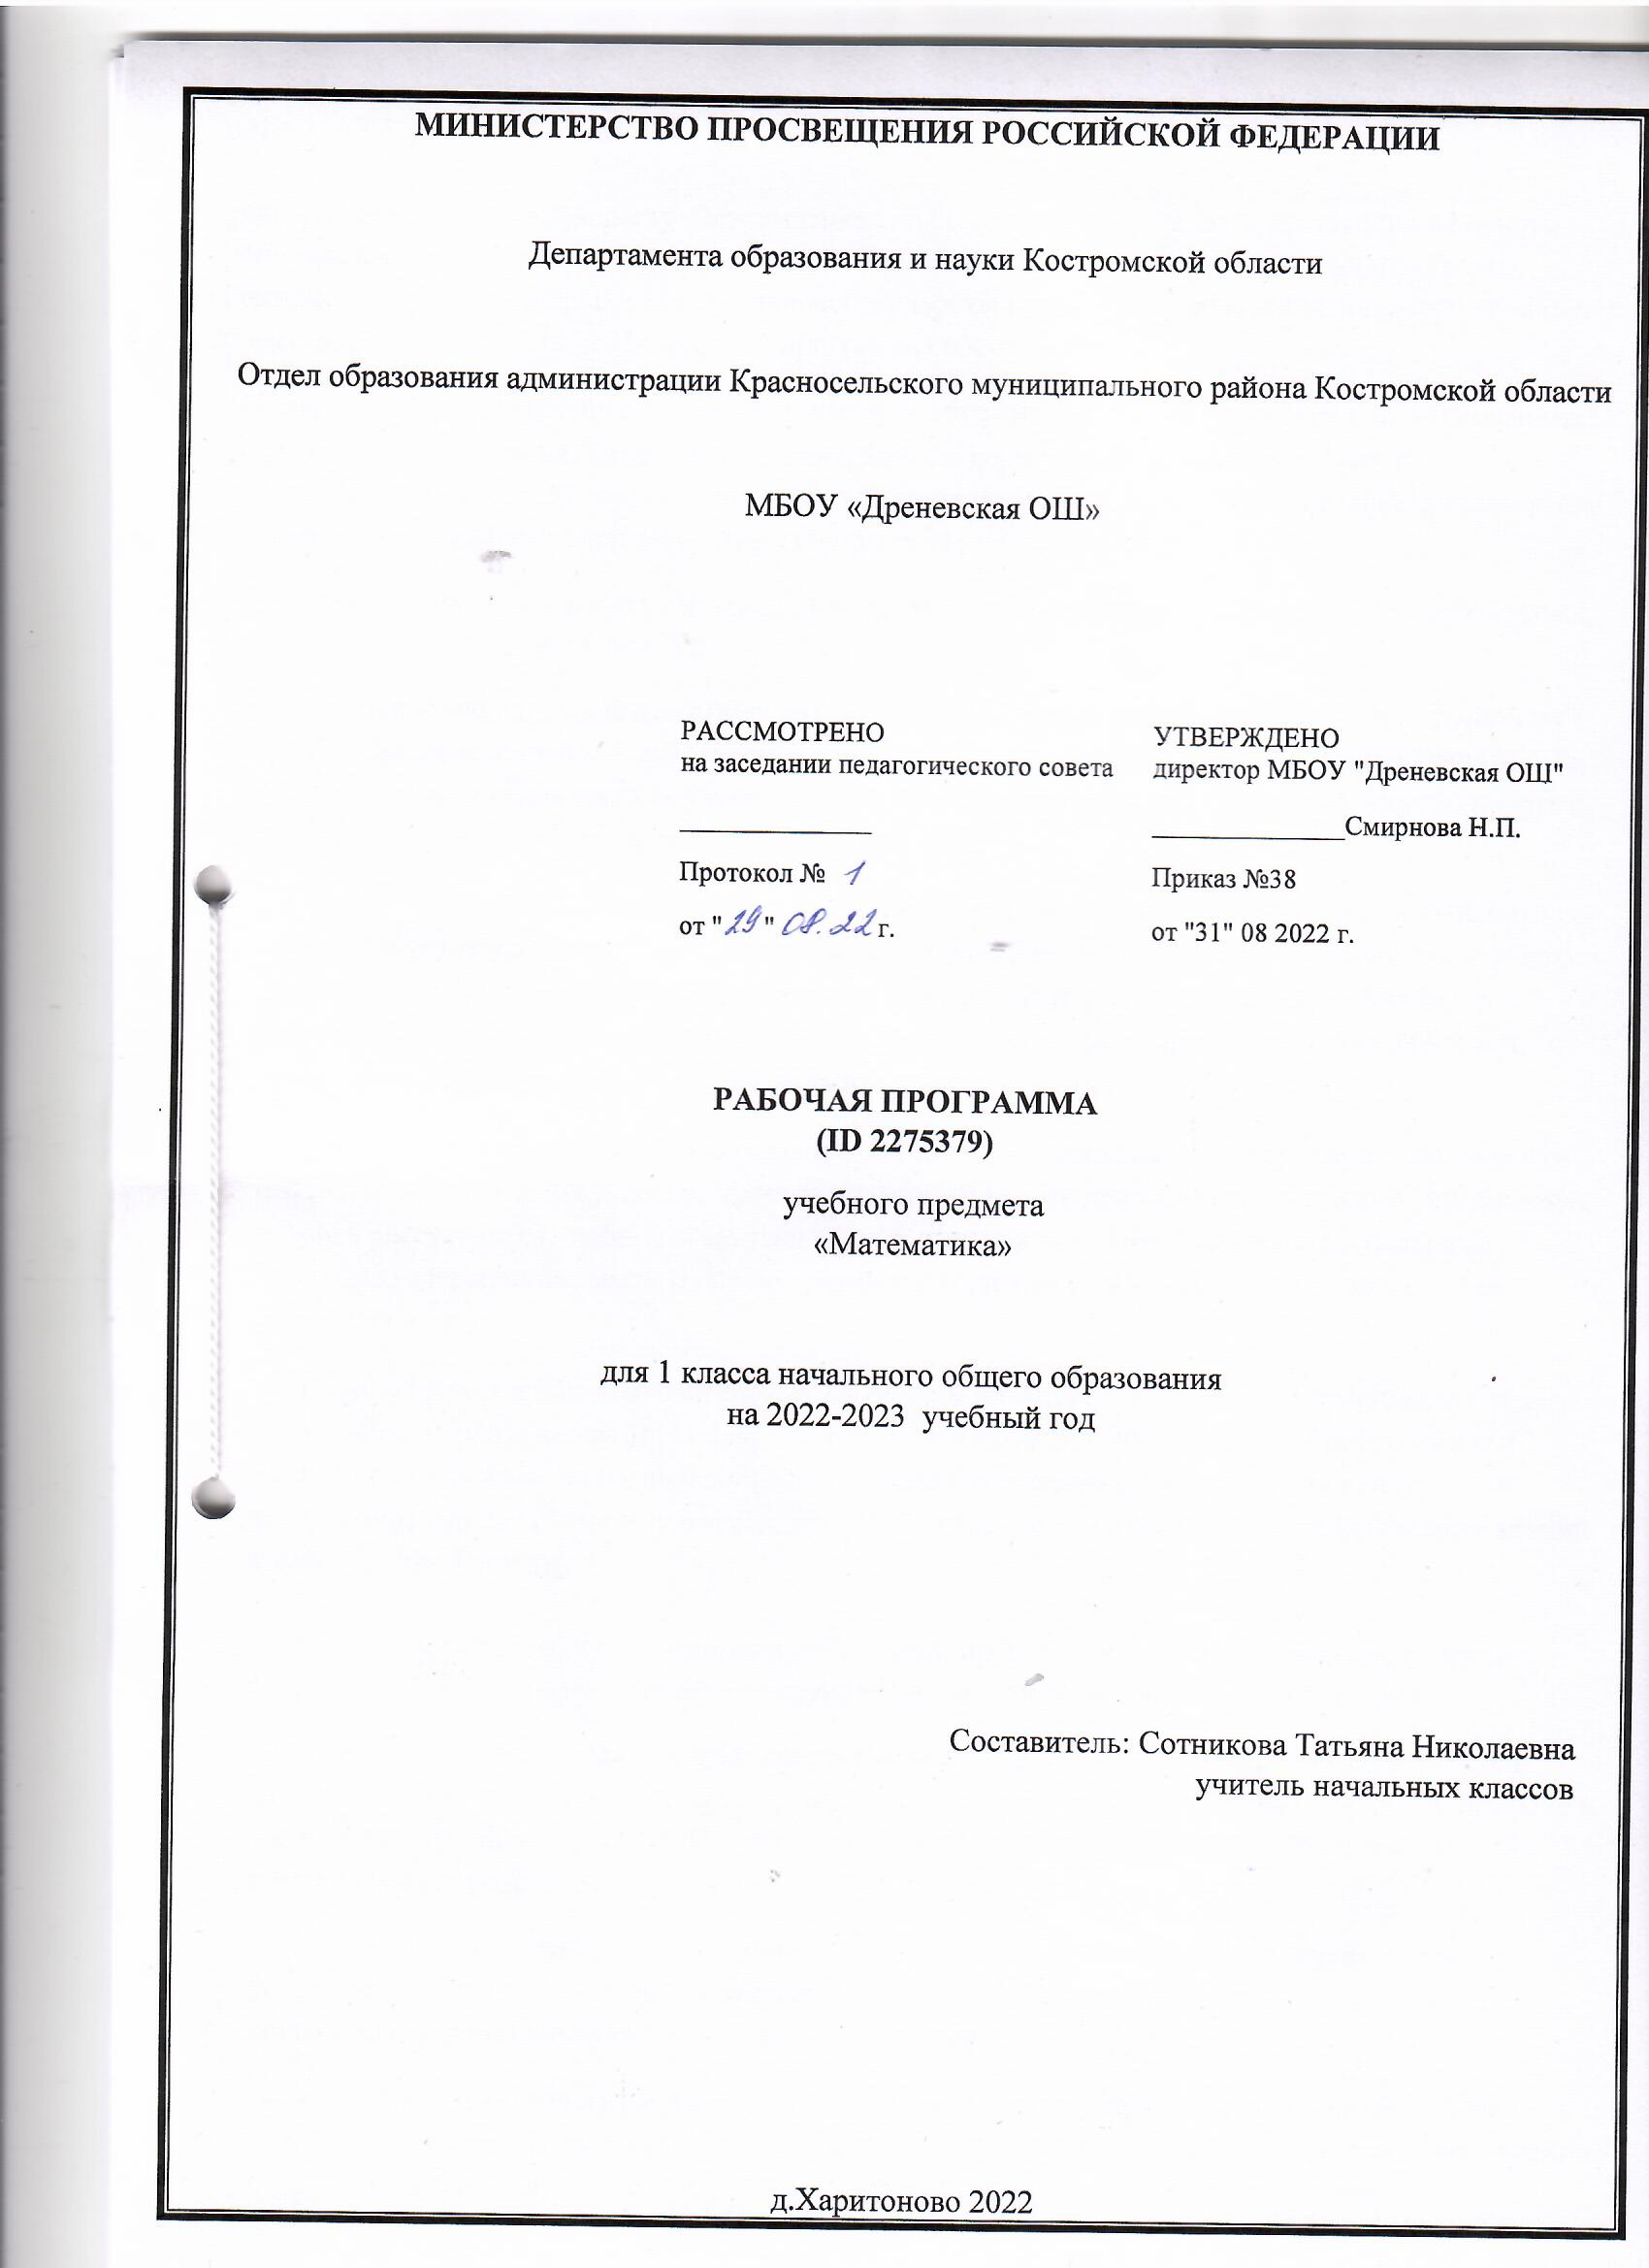 МИНИСТЕРСТВО ПРОСВЕЩЕНИЯ РОССИЙСКОЙ ФЕДЕРАЦИИ
Департамента образования и науки Костромской области
Отдел образования администрации Красносельского муниципального района Костромской области
МБОУ «Дреневская ОШ»
РАССМОТРЕНО
на заседании педагогического совета
______________
Протокол № 1
от "29" 08.22 г.
УТВЕРЖДЕНО
директор МБОУ "Дреневская ОЩ"
______________Смирнова Н.П.
Приказ №38
от "31" 08 2022 г.
РАБОЧАЯ ПРОГРАММА
(ID 2275379)
учебного предмета
«Математика»
для 1 класса начального общего образования
на 2022-2023 учебный год
Составитель: Сотникова Татьяна Николаевна
учитель начальных классов
д.Харитоново 2022